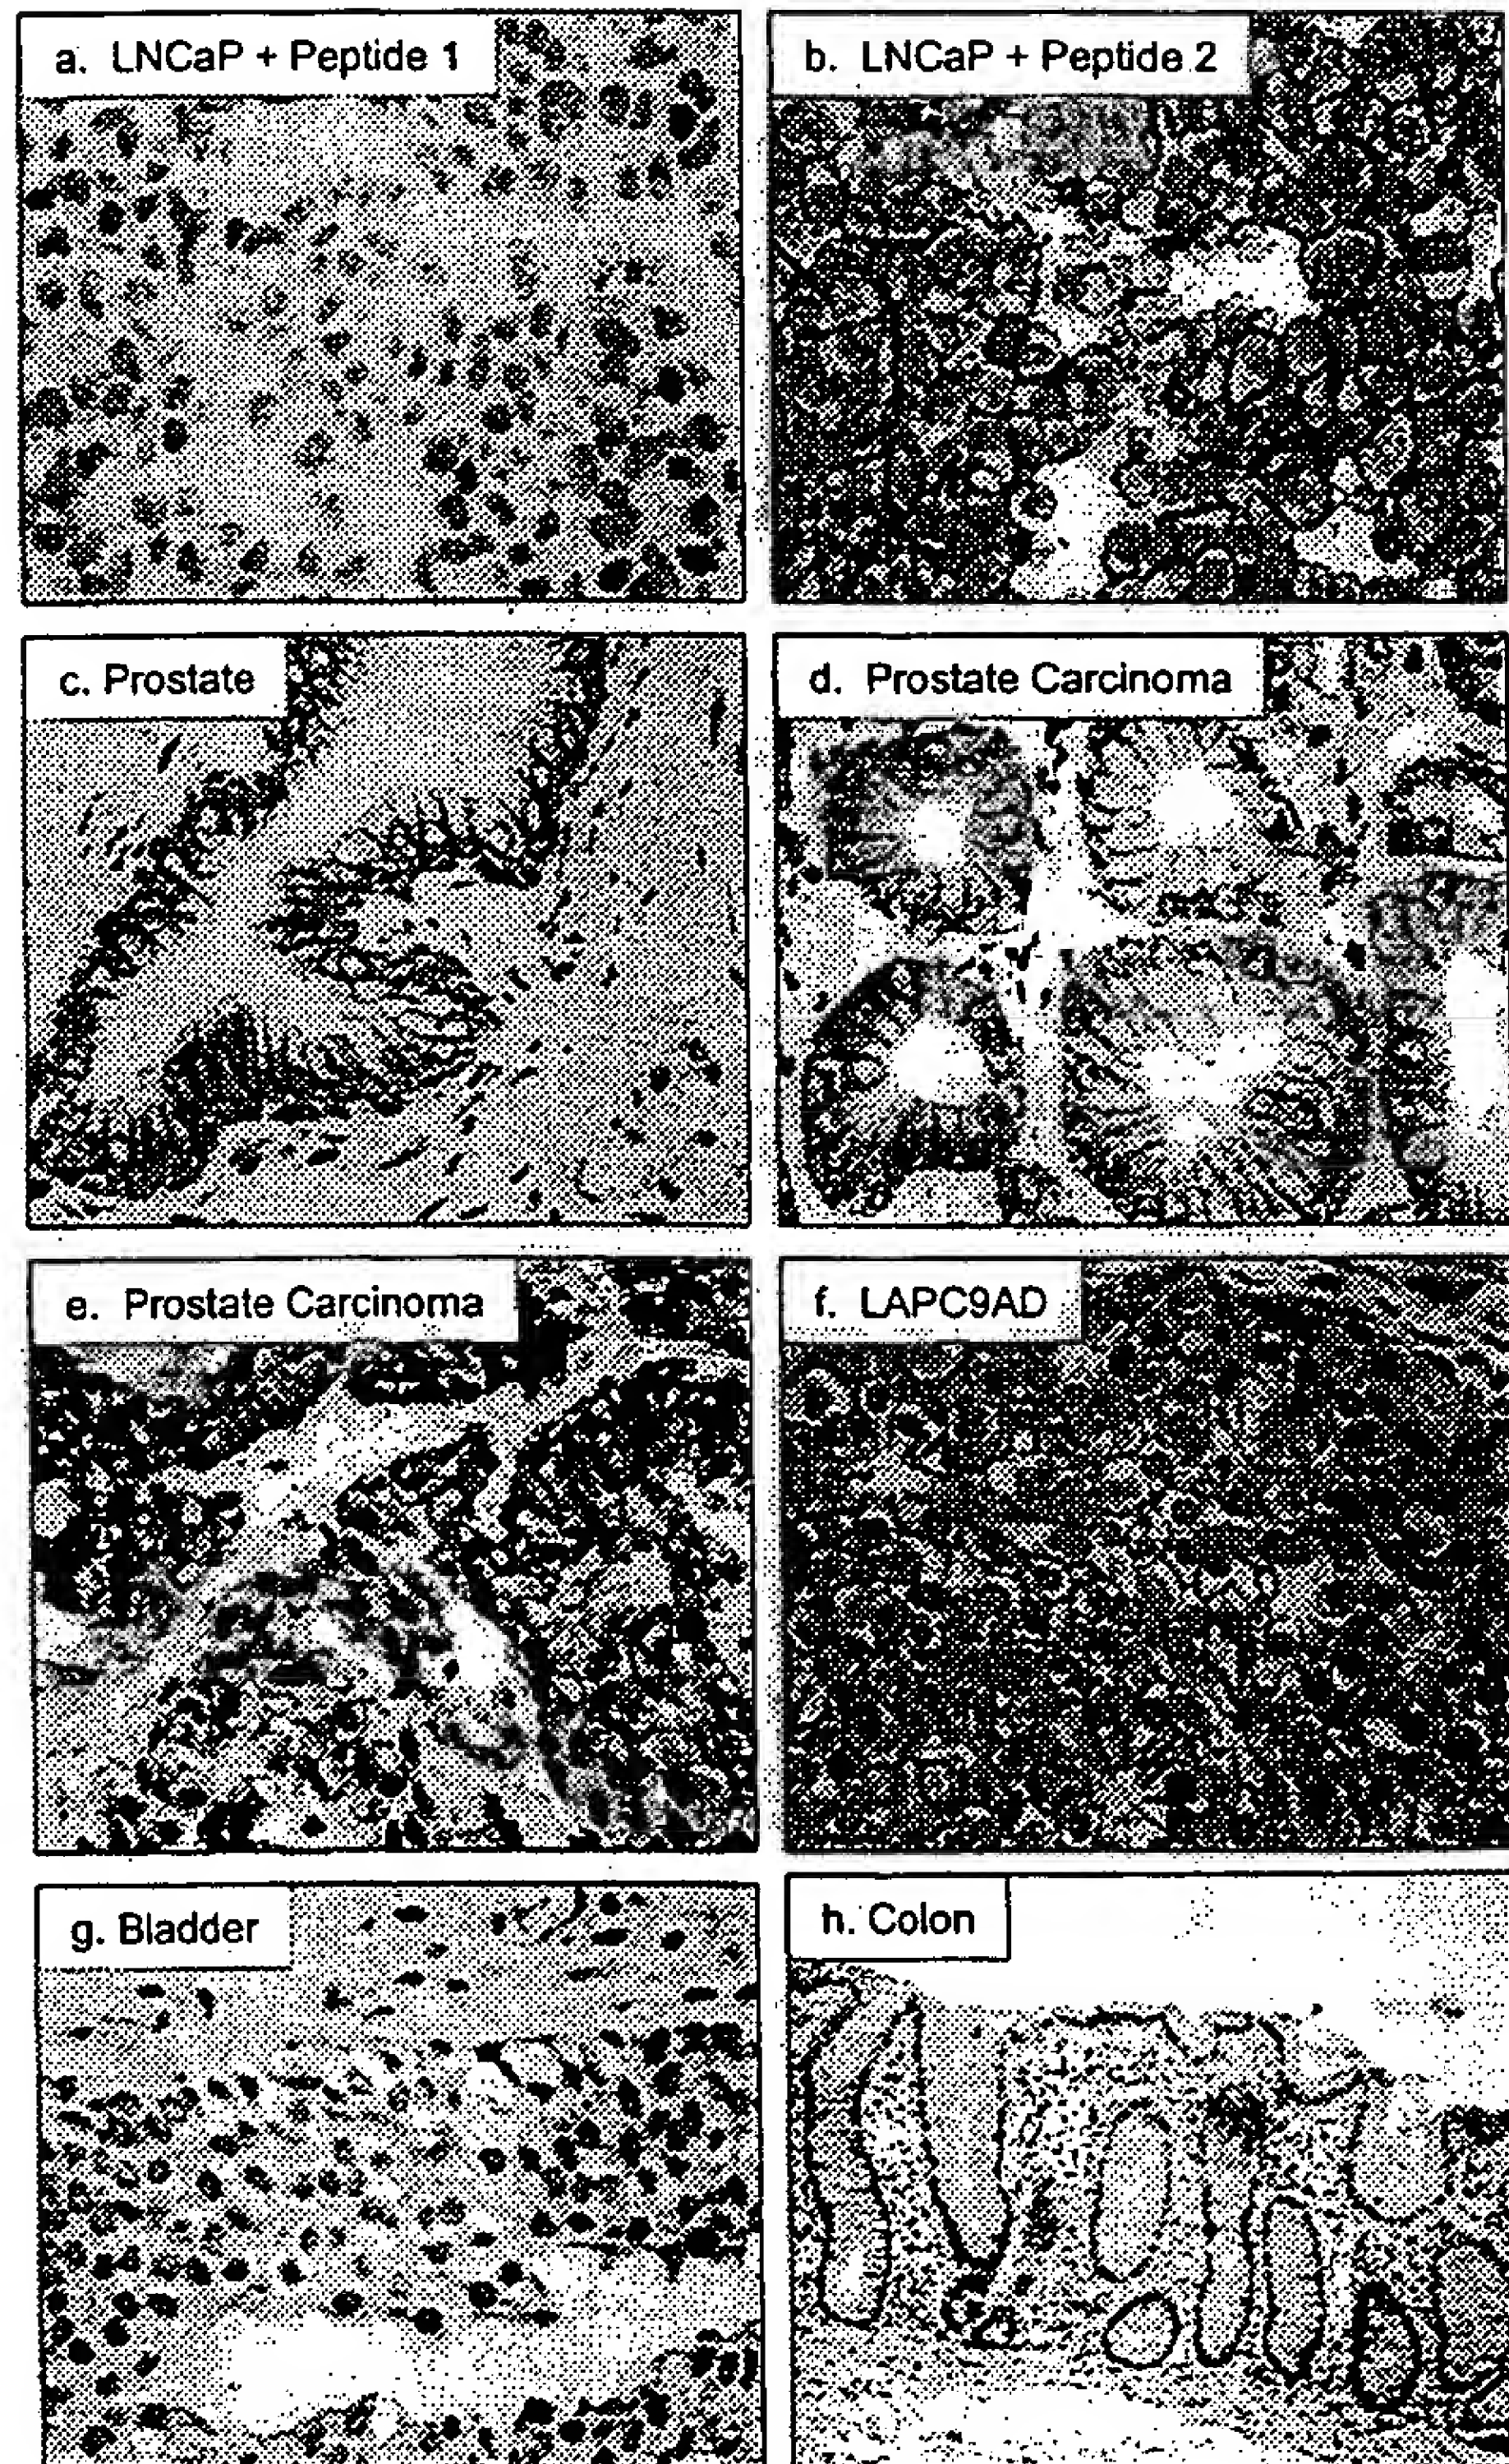 a. LNCaP + Peptide 1
b. LNCaP + Peptide 2
c. Prostate
d. Prostate Carcinoma
e. Prostate Carcinoma
f. LAPC9AD
g. Bladder
h. Colon